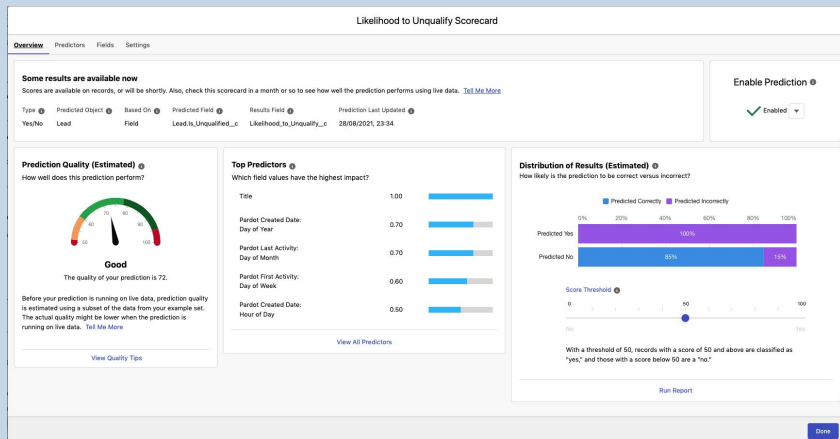 Likelihood to Unqualify Scorecard
Overview Predictors Fields Settings
Some results are available now
Scores are available on records, or will be shortly. Also, check this scorecard in a month or so to see how well the prediction performs using live data. Tell Me More
Type Predicted Object Based On Predicted Field Results Field Prediction Last Updated
Yes/No Lead Field Lead.Is_Unqualified__c Likelihood_to_Unqualify__c 28/08/2021, 23:34
Enable Prediction
Enabled
Prediction Quality (Estimated)
How well does this prediction perform?
50 60 70 80 90 100
Good
The quality of your prediction is 72.
Before your prediction is running on live data, prediction quality
is estimated using a subset of the data from your example set.
The actual quality might be lower when the prediction is
running on live data. Tell Me More
View Quality Tips
Top Predictors
Which field values have the highest impact?
Title 1.00
Pardot Created Date:
Day of Year 0.70
Pardot Last Activity:
Day of Month 0.70
Pardot First Activity:
Day of Week 0.60
Pardot Created Date:
Hour of Day 0.50
View All Predictors
Distribution of Results (Estimated)
How likely is the prediction to be correct versus incorrect?
Predicted Correctly Predicted Incorrectly
0% 20% 40% 60% 80% 100%
Predicted Yes 100%
Predicted No 85% 15%
Score Threshold
0 50 100
No Yes
With a threshold of 50, records with a score of 50 and above are classified as
"yes," and those with a score below 50 are a "no."
Run Report
Done